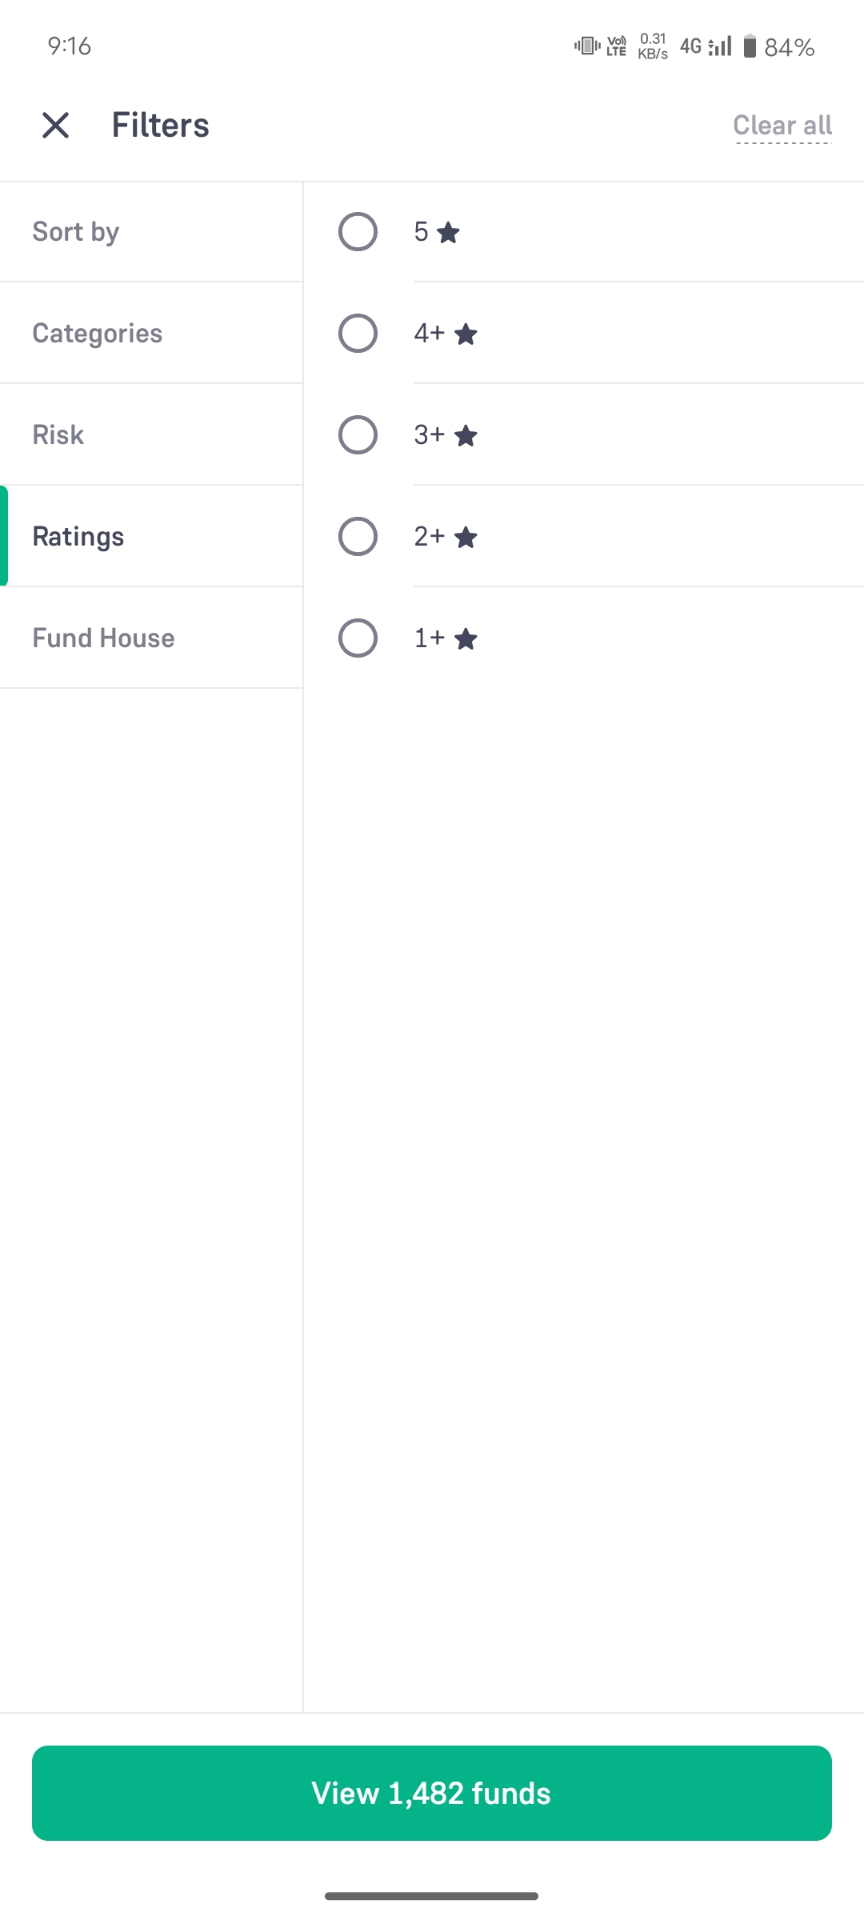 9:16
Vo) LTE 0.31 KB/s 4G 84%
Filters
Clear all
Sort by
Categories
Risk
Ratings
Fund House
5 ★
4+ ★
3+ ★
2+ ★
1+ ★
View 1,482 funds